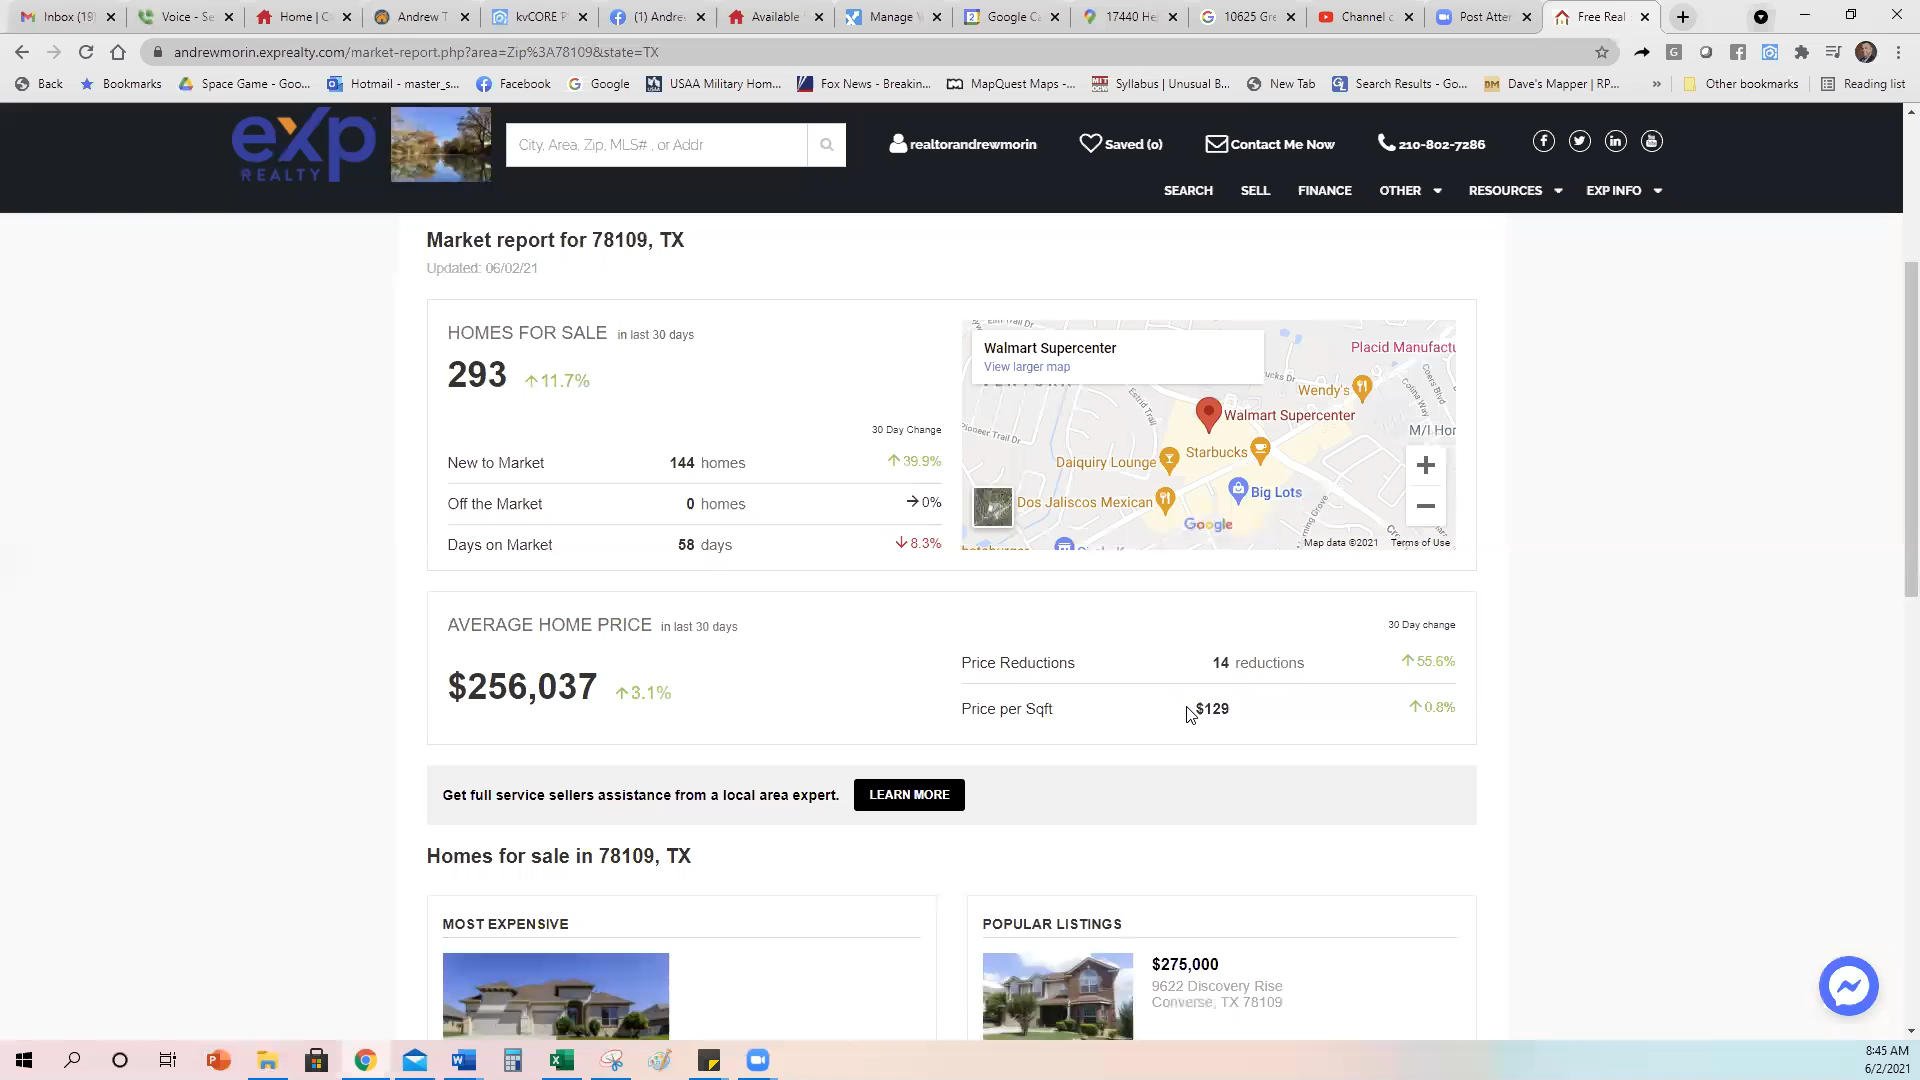 Inbox (19)
Voice - Se
Home | C
Andrew T
kvCORE P
(1) Andre
Available
Manage
Google Ca
17440 He
10625 Gre
Channel c
Post Atter
Free Real
andrewmorin.exprealty.com/market-report.php?area=Zip%3A78109&state=TX
Back
Bookmarks
Space Game - Goo...
Hotmail - master_s...
Facebook
Google
USAA Military Hom...
Fox News - Breakin...
MapQuest Maps -...
Syllabus | Unusual B...
New Tab
Search Results - Go...
Dave's Mapper | RP...
»
Other bookmarks
Reading list
eXp
REALTY
City, Area, Zip, MLS# , or Addr
realtorandrewmorin
Saved (0)
Contact Me Now
210-802-7286
SEARCH SELL FINANCE OTHER RESOURCES EXP INFO
Market report for 78109, TX
Updated: 06/02/21
HOMES FOR SALE in last 30 days
293 ↑11.7%
30 Day Change
New to Market 144 homes ↑39.9%
Off the Market 0 homes →0%
Days on Market 58 days ↓8.3%
Walmart Supercenter
View larger map
Placid Manufactu
Wendy's
Walmart Supercenter
Estrid Trail
Pioneer Trail Dr
M/I Hor
Starbucks
Daiquiry Lounge
Big Lots
Dos Jaliscos Mexican
Google
Map data ©2021 Terms of Use
AVERAGE HOME PRICE in last 30 days
$256,037 ↑3.1%
30 Day change
Price Reductions 14 reductions ↑55.6%
Price per Sqft $129 ↑0.8%
Get full service sellers assistance from a local area expert.
LEARN MORE
Homes for sale in 78109, TX
MOST EXPENSIVE
POPULAR LISTINGS
$275,000
9622 Discovery Rise
Converse, TX 78109
8:45 AM
6/2/2021